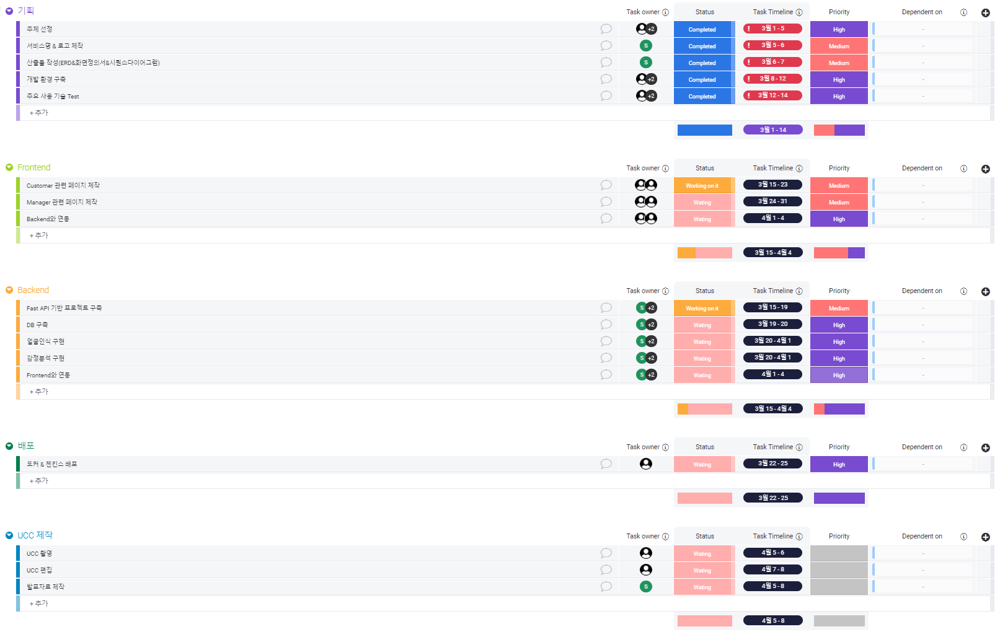 기획 Task owner Status Task Timeline Priority Dependent on
주제 선정 +2 Completed ! 3월 1 - 5 High -
서비스명 & 로고 제작 S Completed ! 3월 5 - 6 Medium -
산출물 작성(ERD&화면정의서&시퀀스다이어그램) S Completed ! 3월 6 - 7 Medium -
개발 환경 구축 +2 Completed ! 3월 8 - 12 High -
주요 사용 기술 Test +2 Completed ! 3월 12 - 14 High -
+ 추가
3월 1 - 14
Frontend Task owner Status Task Timeline Priority Dependent on
Customer 관련 페이지 제작 Working on it 3월 15 - 23 Medium -
Manager 관련 페이지 제작 Wating 3월 24 - 31 Medium -
Backend와 연동 Wating 4월 1 - 4 High -
+ 추가
3월 15 - 4월 4
Backend Task owner Status Task Timeline Priority Dependent on
Fast API 기반 프로젝트 구축 S +2 Working on it 3월 15 - 19 Medium -
DB 구축 S +2 Wating 3월 19 - 20 High -
얼굴인식 구현 S +2 Wating 3월 20 - 4월 1 High -
감정분석 구현 S +2 Wating 3월 20 - 4월 1 High -
Frontend와 연동 S +2 Wating 4월 1 - 4 High -
+ 추가
3월 15 - 4월 4
배포 Task owner Status Task Timeline Priority Dependent on
도커 & 젠킨스 배포 Wating 3월 22 - 25 High -
+ 추가
3월 22 - 25
UCC 제작 Task owner Status Task Timeline Priority Dependent on
UCC 촬영 Wating 4월 5 - 6 -
UCC 편집 Wating 4월 7 - 8 -
발표자료 제작 S Wating 4월 5 - 8 -
+ 추가
4월 5 - 8